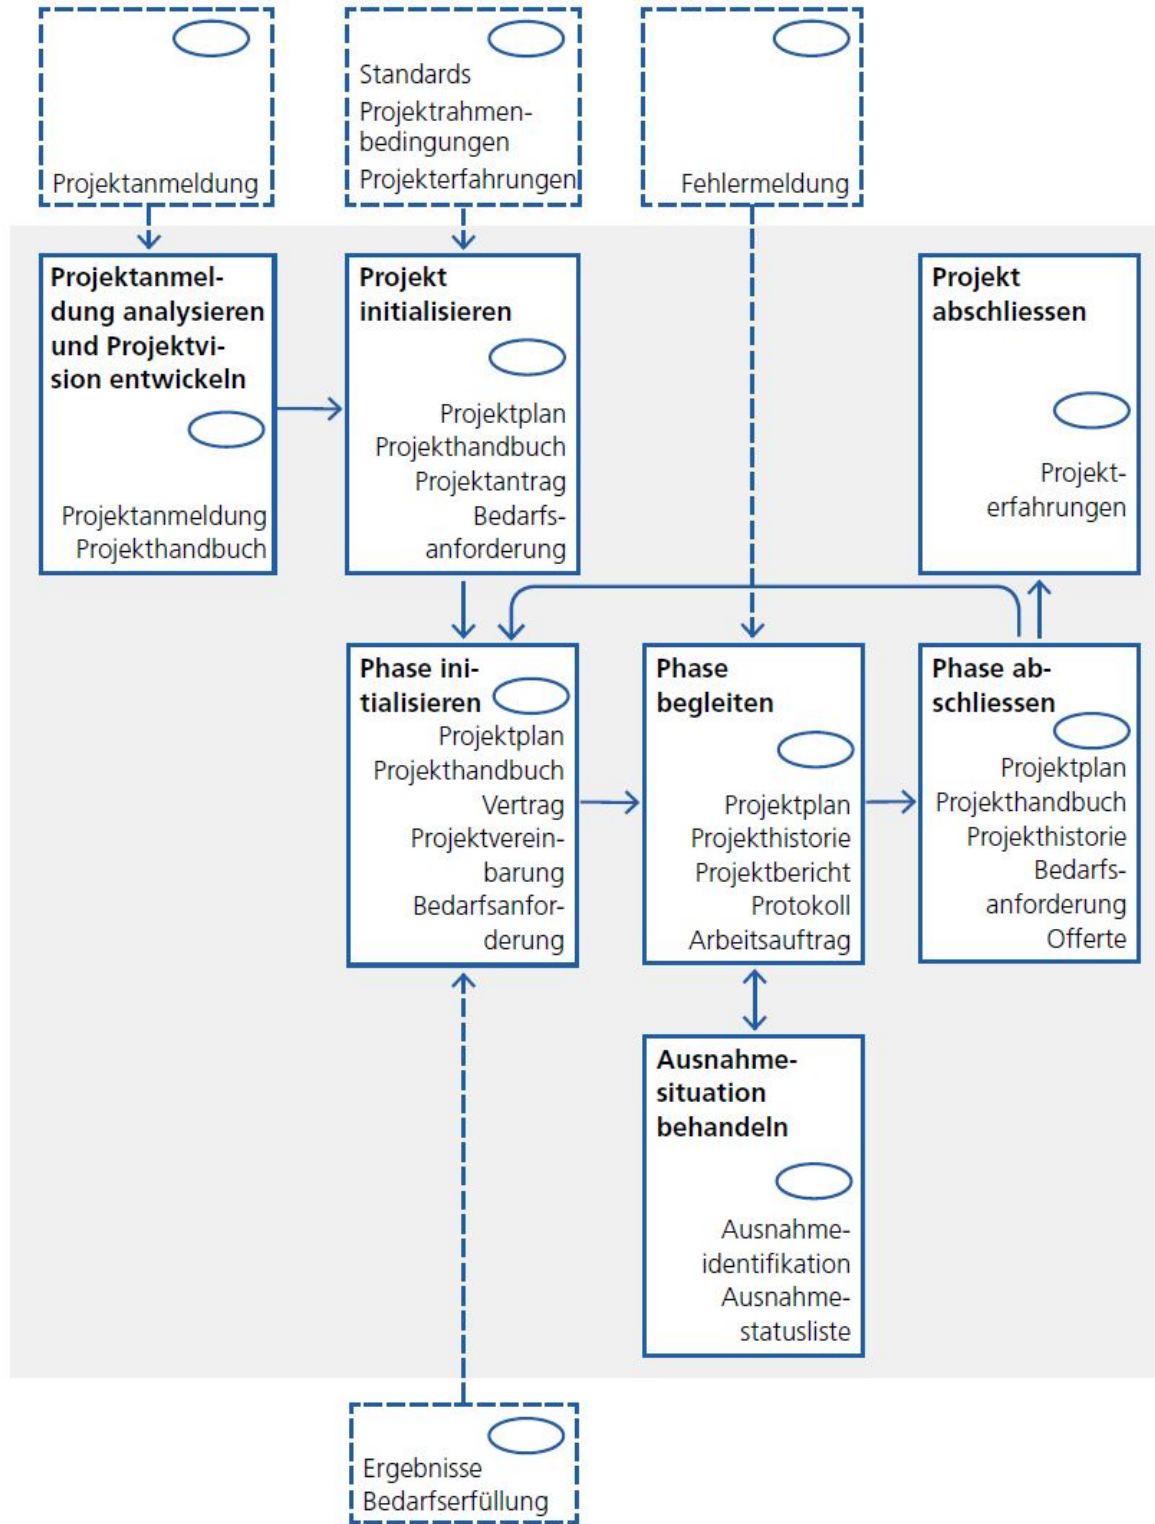 Projektanmeldung
Standards
Projektrahmen-
bedingungen
Projekterfahrungen
Fehlermeldung
Projektanmel-
dung analysieren
und Projektvi-
sion entwickeln
Projektanmeldung
Projekthandbuch
Projekt
initialisieren
Projektplan
Projekthandbuch
Projektantrag
Bedarfs-
anforderung
Projekt
abschliessen
Projekt-
erfahrungen
Phase ini-
tialisieren
Projektplan
Projekthandbuch
Vertrag
Projektverein-
barung
Bedarfsanfor-
derung
Phase
begleiten
Projektplan
Projekthistorie
Projektbericht
Protokoll
Arbeitsauftrag
Phase ab-
schliessen
Projektplan
Projekthandbuch
Projekthistorie
Bedarfs-
anforderung
Offerte
Ausnahme-
situation
behandeln
Ausnahme-
identifikation
Ausnahme-
statusliste
Ergebnisse
Bedarfserfüllung